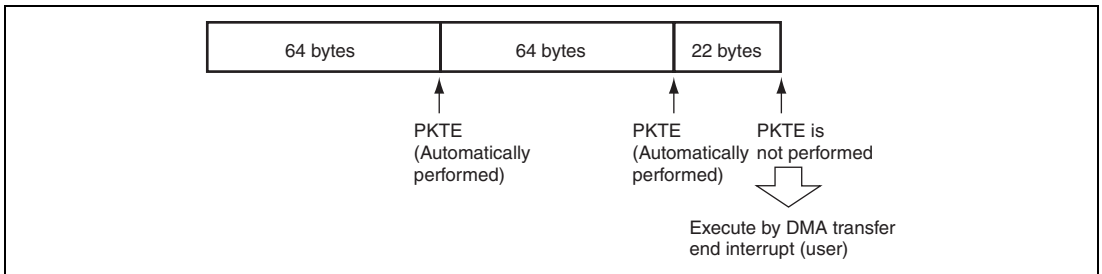 64 bytes
64 bytes
22 bytes
PKTE
(Automatically
performed)
PKTE
(Automatically
performed)
PKTE is
not performed
Execute by DMA transfer
end interrupt (user)